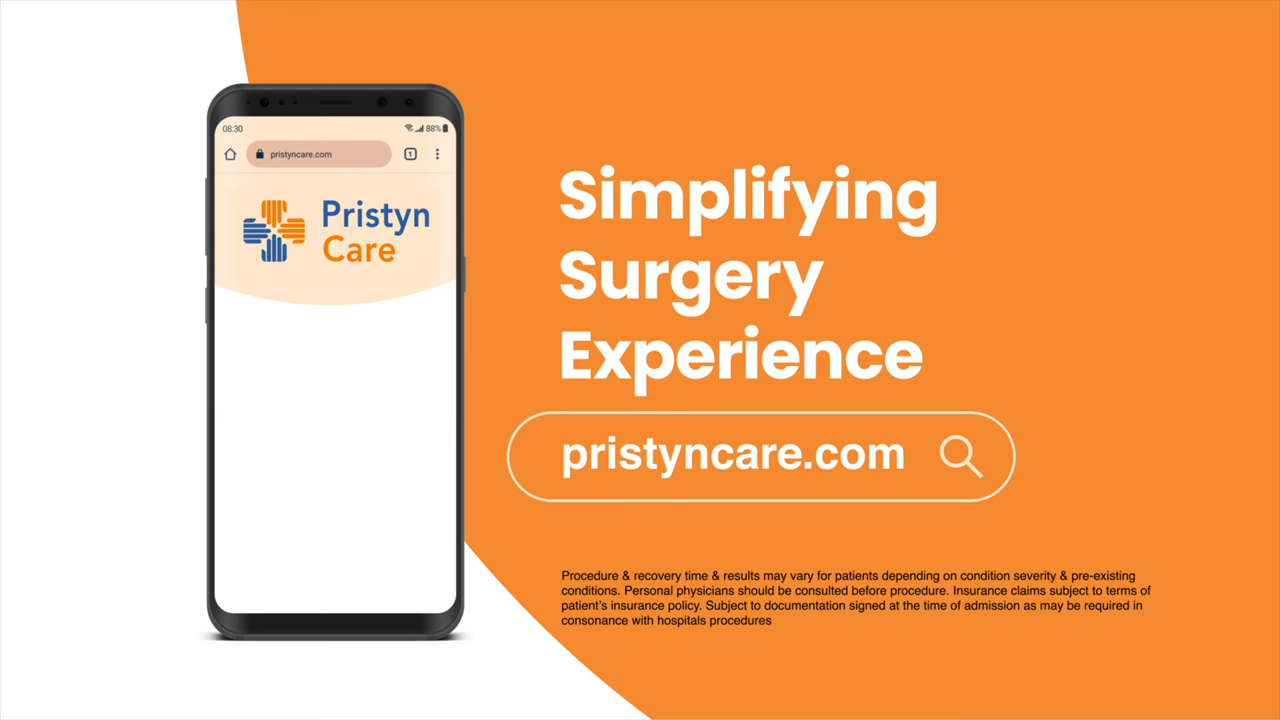 08:30
88%
pristyncare.com
1
Pristyn
Care
Simplifying
Surgery
Experience
pristyncare.com
Procedure & recovery time & results may vary for patients depending on condition severity & pre-existing
conditions. Personal physicians should be consulted before procedure. Insurance claims subject to terms of
patient's insurance policy. Subject to documentation signed at the time of admission as may be required in
consonance with hospitals procedures